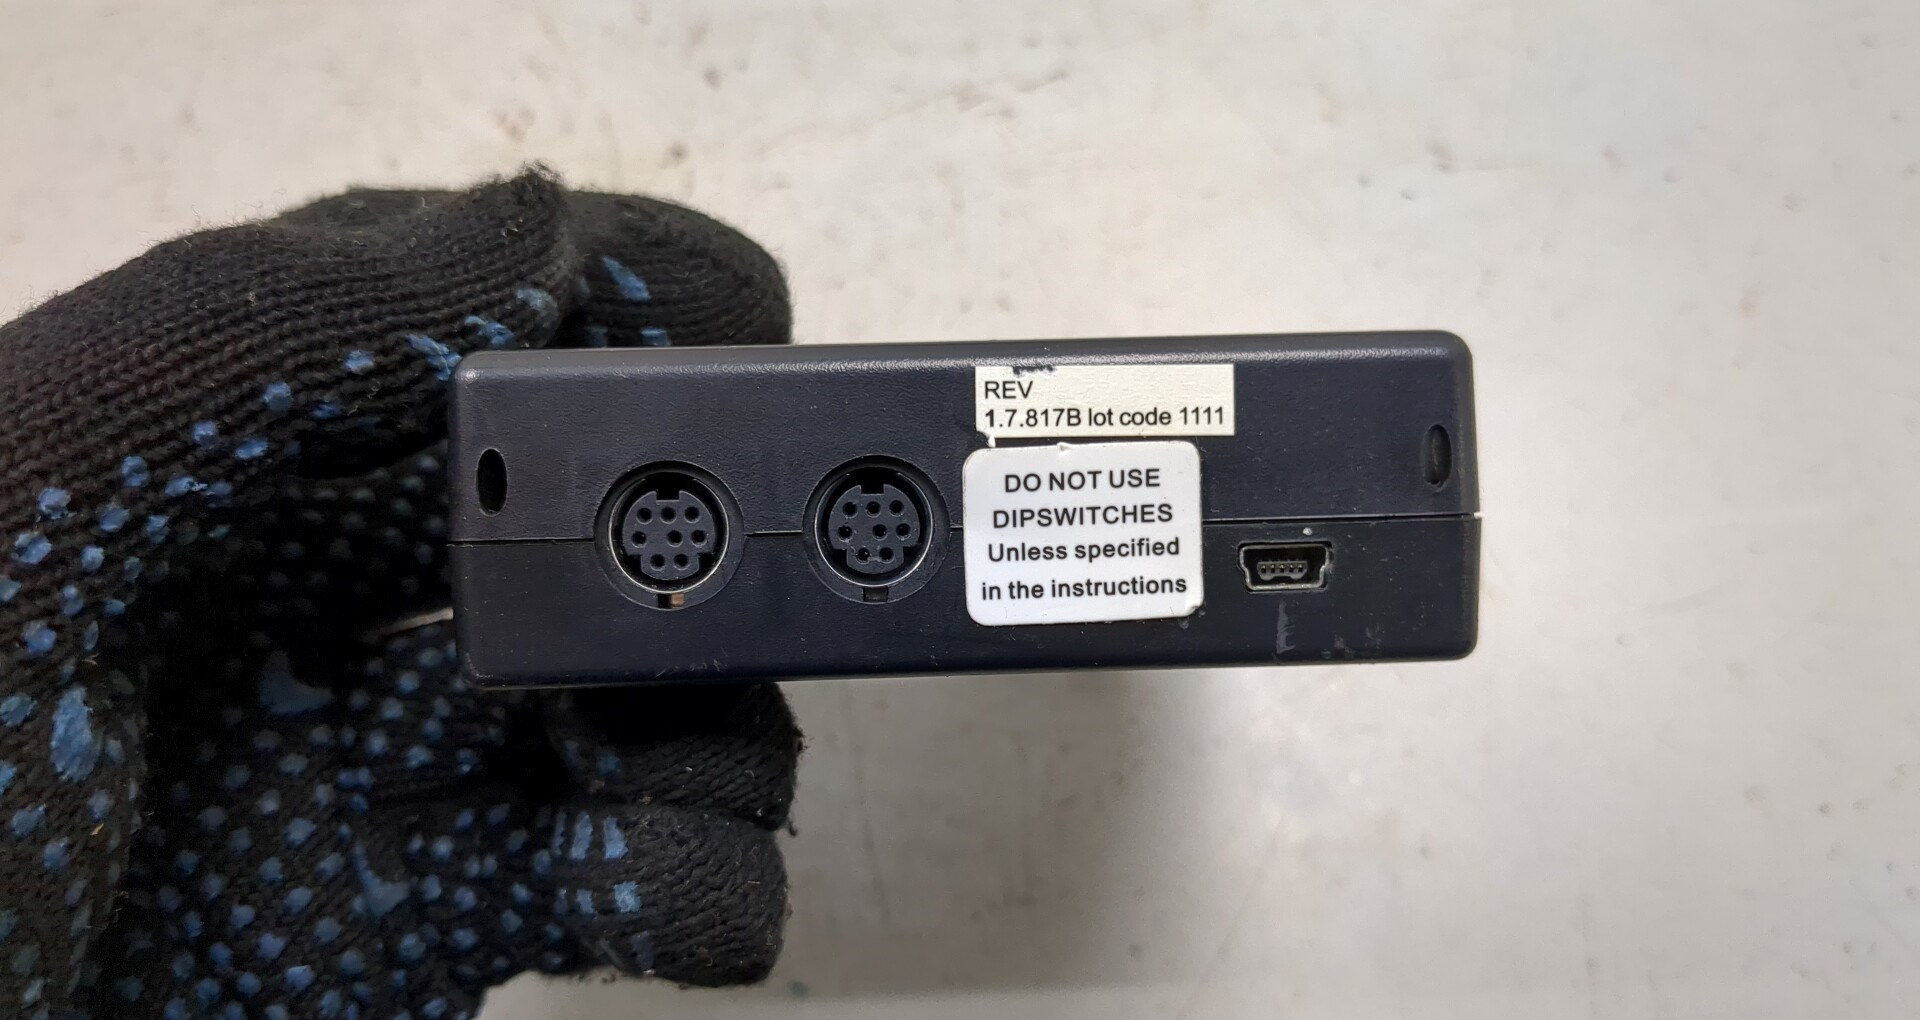 REV
1.7.817B lot code 1111
DO NOT USE
DIPSWITCHES
Unless specified
in the instructions